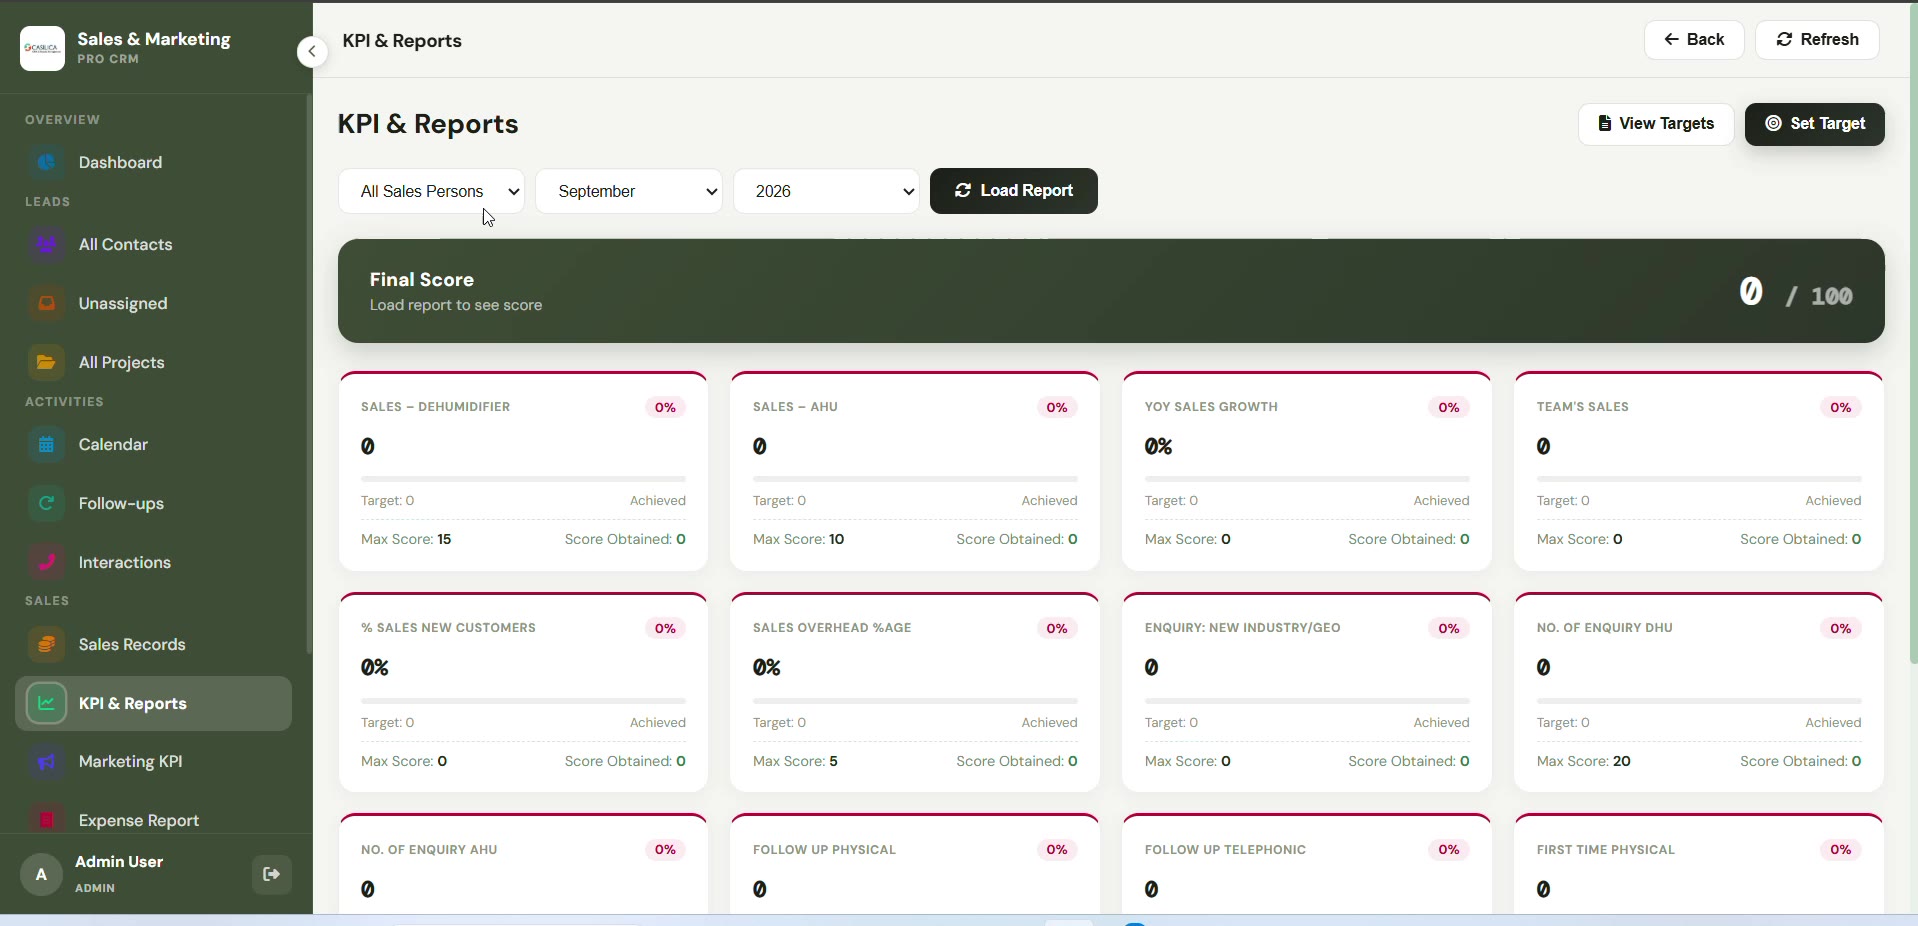 CASILICA
Sales & Marketing
PRO CRM
KPI & Reports
Back
Refresh
OVERVIEW
Dashboard
LEADS
All Contacts
Unassigned
All Projects
ACTIVITIES
Calendar
Follow-ups
Interactions
SALES
Sales Records
KPI & Reports
Marketing KPI
Expense Report
A
Admin User
ADMIN
KPI & Reports
View Targets
Set Target
All Sales Persons
September
2026
Load Report
Final Score
Load report to see score
0 / 100
SALES – DEHUMIDIFIER 0%
0
Target: 0 Achieved
Max Score: 15 Score Obtained: 0
SALES – AHU 0%
0
Target: 0 Achieved
Max Score: 10 Score Obtained: 0
YOY SALES GROWTH 0%
0%
Target: 0 Achieved
Max Score: 0 Score Obtained: 0
TEAM'S SALES 0%
0
Target: 0 Achieved
Max Score: 0 Score Obtained: 0
% SALES NEW CUSTOMERS 0%
0%
Target: 0 Achieved
Max Score: 0 Score Obtained: 0
SALES OVERHEAD %AGE 0%
0%
Target: 0 Achieved
Max Score: 5 Score Obtained: 0
ENQUIRY: NEW INDUSTRY/GEO 0%
0
Target: 0 Achieved
Max Score: 0 Score Obtained: 0
NO. OF ENQUIRY DHU 0%
0
Target: 0 Achieved
Max Score: 20 Score Obtained: 0
NO. OF ENQUIRY AHU 0%
0
FOLLOW UP PHYSICAL 0%
0
FOLLOW UP TELEPHONIC 0%
0
FIRST TIME PHYSICAL 0%
0